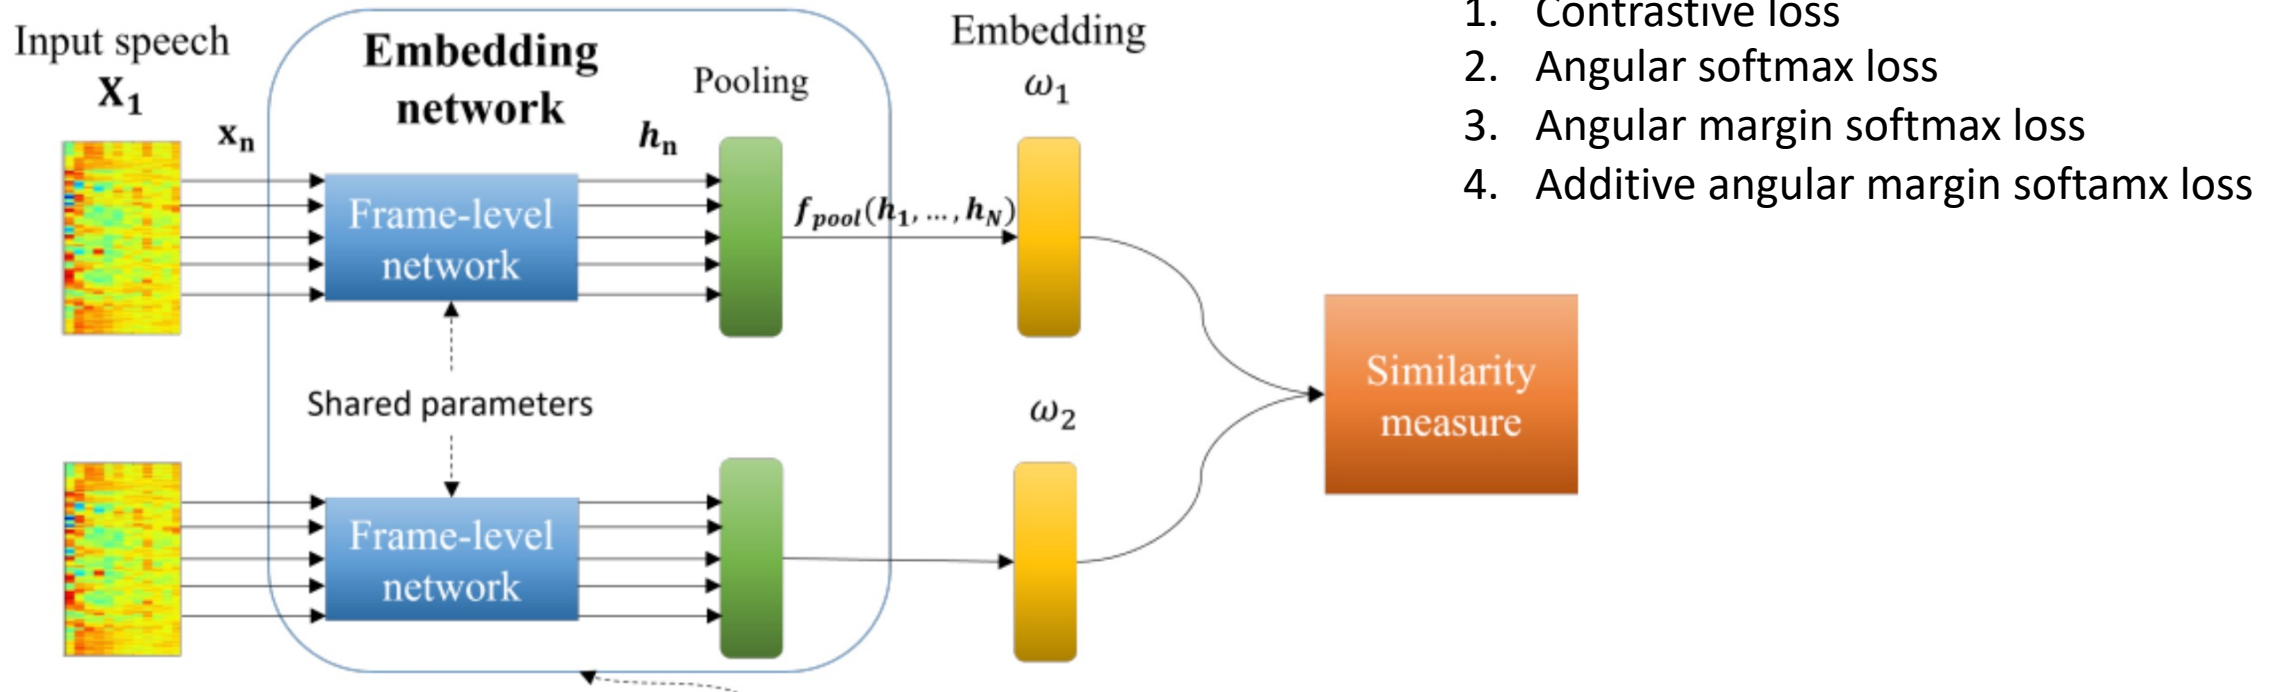 Input speech
X₁
xₙ
Embedding
network
hₙ
Pooling
Embedding
ω₁
1. Contrastive loss
2. Angular softmax loss
3. Angular margin softmax loss
4. Additive angular margin softamx loss
Frame-level
network
f_pool(h₁, ..., h_N)
Shared parameters
ω₂
Similarity
measure
Frame-level
network